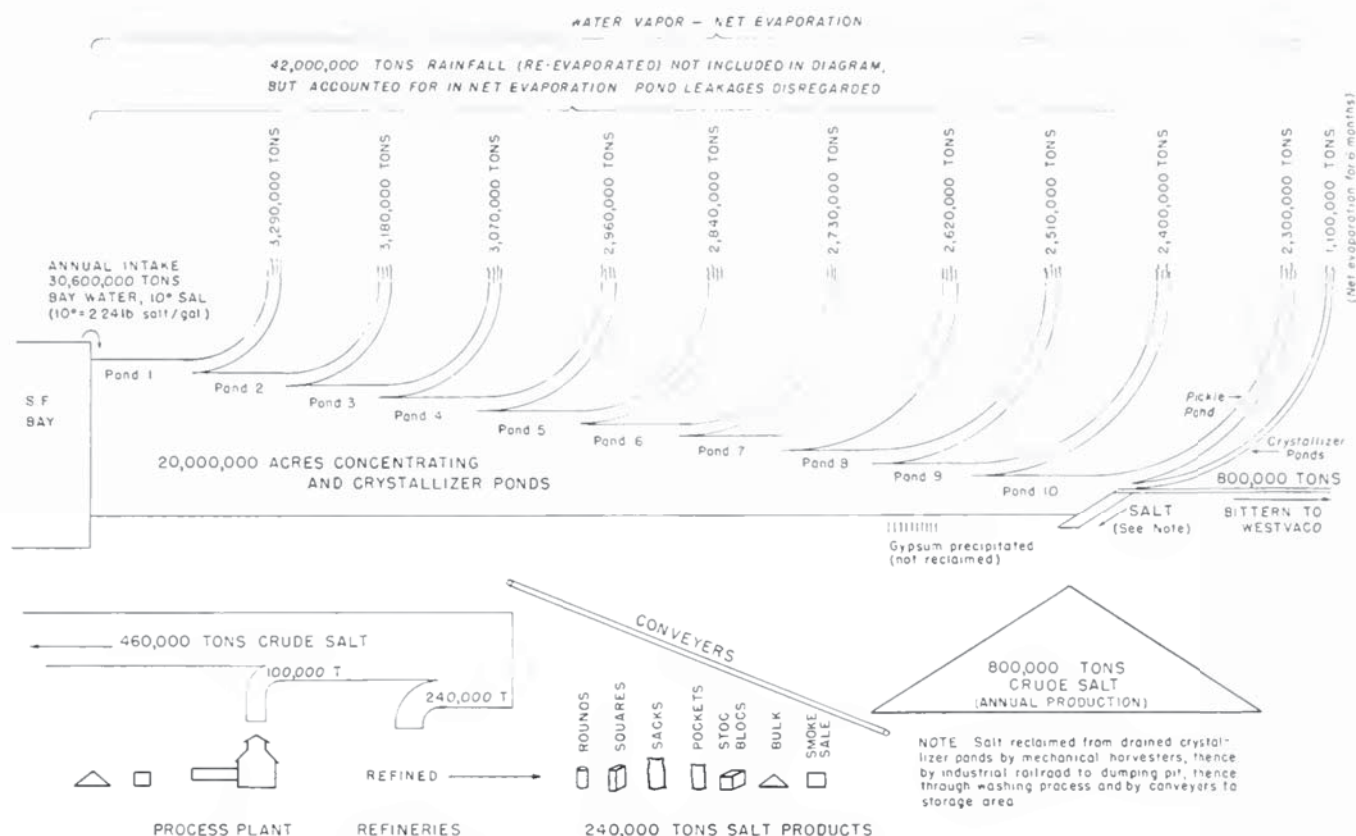 WATER VAPOR — NET EVAPORATION
42,000,000 TONS RAINFALL (RE-EVAPORATED) NOT INCLUDED IN DIAGRAM,
BUT ACCOUNTED FOR IN NET EVAPORATION POND LEAKAGES DISREGARDED
3,290,000 TONS
3,180,000 TONS
3,070,000 TONS
2,960,000 TONS
2,840,000 TONS
2,730,000 TONS
2,620,000 TONS
2,510,000 TONS
2,400,000 TONS
2,300,000 TONS
1,100,000 TONS
(Net evaporation for 6 months)
ANNUAL INTAKE
30,600,000 TONS
BAY WATER, 10° SAL
(10°=.224 lb salt/gal)
S.F.
BAY
Pond 1
Pond 2
Pond 3
Pond 4
Pond 5
Pond 6
Pond 7
Pond 8
Pond 9
Pond 10
Pickle
Pond
Crystallizer
Ponds
20,000,000 ACRES CONCENTRATING
AND CRYSTALLIZER PONDS
800,000 TONS
BITTERN TO
WESTVACO
SALT
(See Note)
Gypsum precipitated
(not reclaimed)
460,000 TONS CRUDE SALT
100,000 T
240,000 T
CONVEYERS
800,000 TONS
CRUDE SALT
(ANNUAL PRODUCTION)
ROUNDS
SQUARES
SACKS
POCKETS
STOC
BLOCS
BULK
SMOKE
SALE
REFINED
NOTE Salt reclaimed from drained crystal-
lizer ponds by mechanical harvesters, thence
by industrial railroad to dumping pit, thence
through washing process and by conveyers to
storage area
PROCESS PLANT
REFINERIES
240,000 TONS SALT PRODUCTS